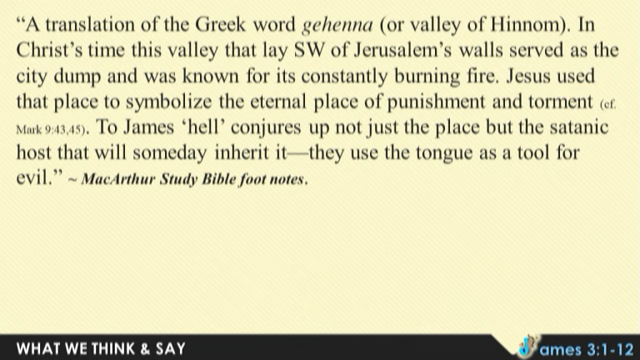 “A translation of the Greek word gehenna (or valley of Hinnom). In
Christ’s time this valley that lay SW of Jerusalem’s walls served as the
city dump and was known for its constantly burning fire. Jesus used
that place to symbolize the eternal place of punishment and torment (cf.
Mark 9:43,45). To James ‘hell’ conjures up not just the place but the satanic
host that will someday inherit it—they use the tongue as a tool for
evil.” ~ MacArthur Study Bible foot notes.
WHAT WE THINK & SAY
James 3:1-12